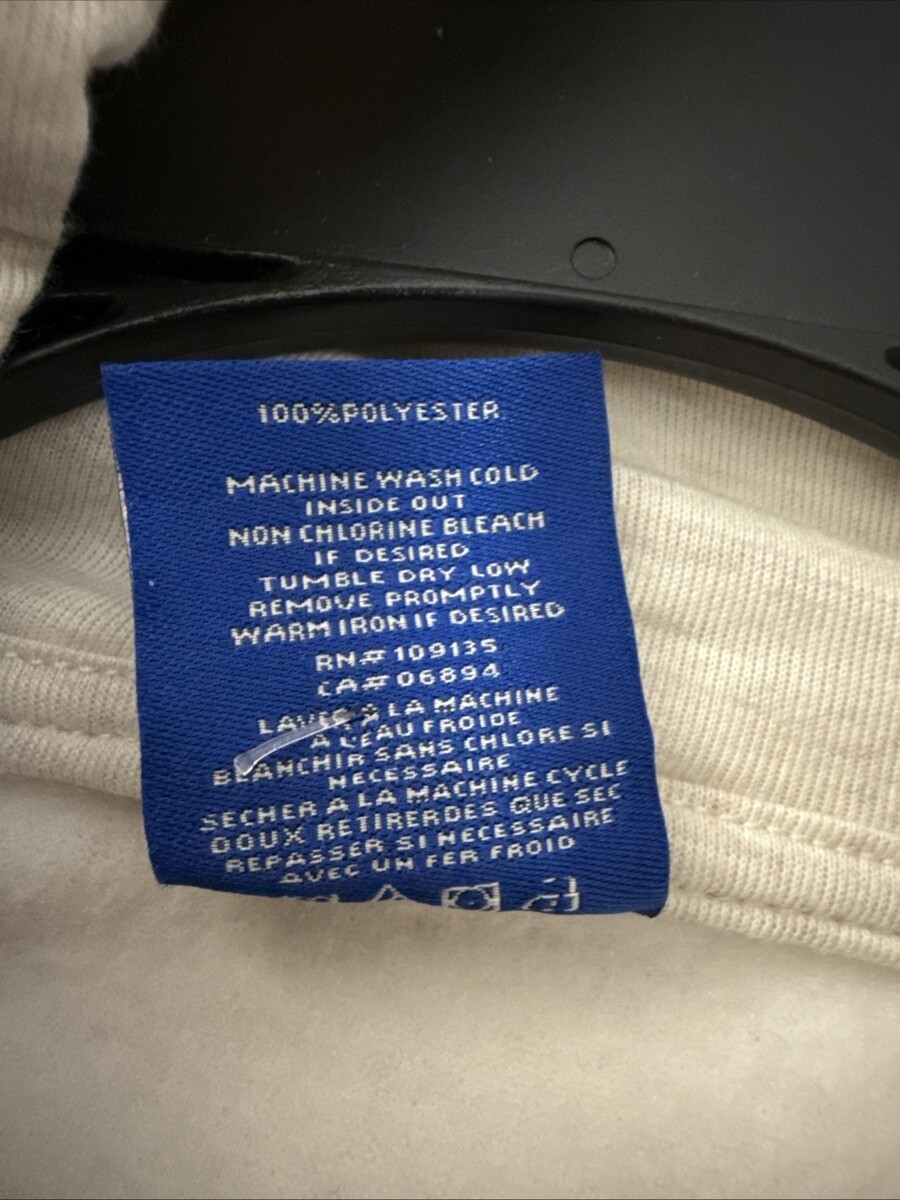 100%POLYESTER
MACHINE WASH COLD
INSIDE OUT
NON CHLORINE BLEACH
IF DESIRED
TUMBLE DRY LOW
REMOVE PROMPTLY
WARM IRON IF DESIRED
RN# 109135
CA# 06894
A LA MACHINE
A L'EAU FROIDE
BLANCHIR SANS CHLORE SI
NECESSAIRE
SECHER A LA MACHINE CYCLE
DOUX RETIRERDES QUE SEC
REPASSER SI NECESSAIRE
AVEC UN FER FROID